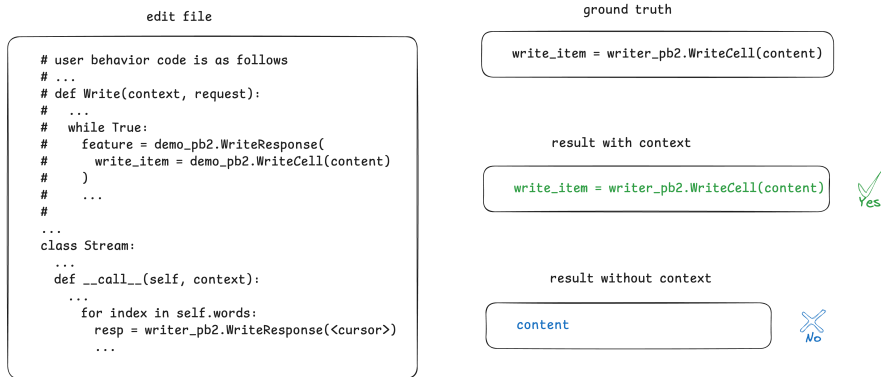 edit file
# user behavior code is as follows
# ...
# def Write(context, request):
#   ...
#   while True:
#     feature = demo_pb2.WriteResponse(
#       write_item = demo_pb2.WriteCell(content)
#     )
#     ...
#
...
class Stream:
  ...
  def __call__(self, context):
    ...
      for index in self.words:
        resp = writer_pb2.WriteResponse(<cursor>)
        ...
ground truth
write_item = writer_pb2.WriteCell(content)
result with context
write_item = writer_pb2.WriteCell(content)
Yes
result without context
content
No